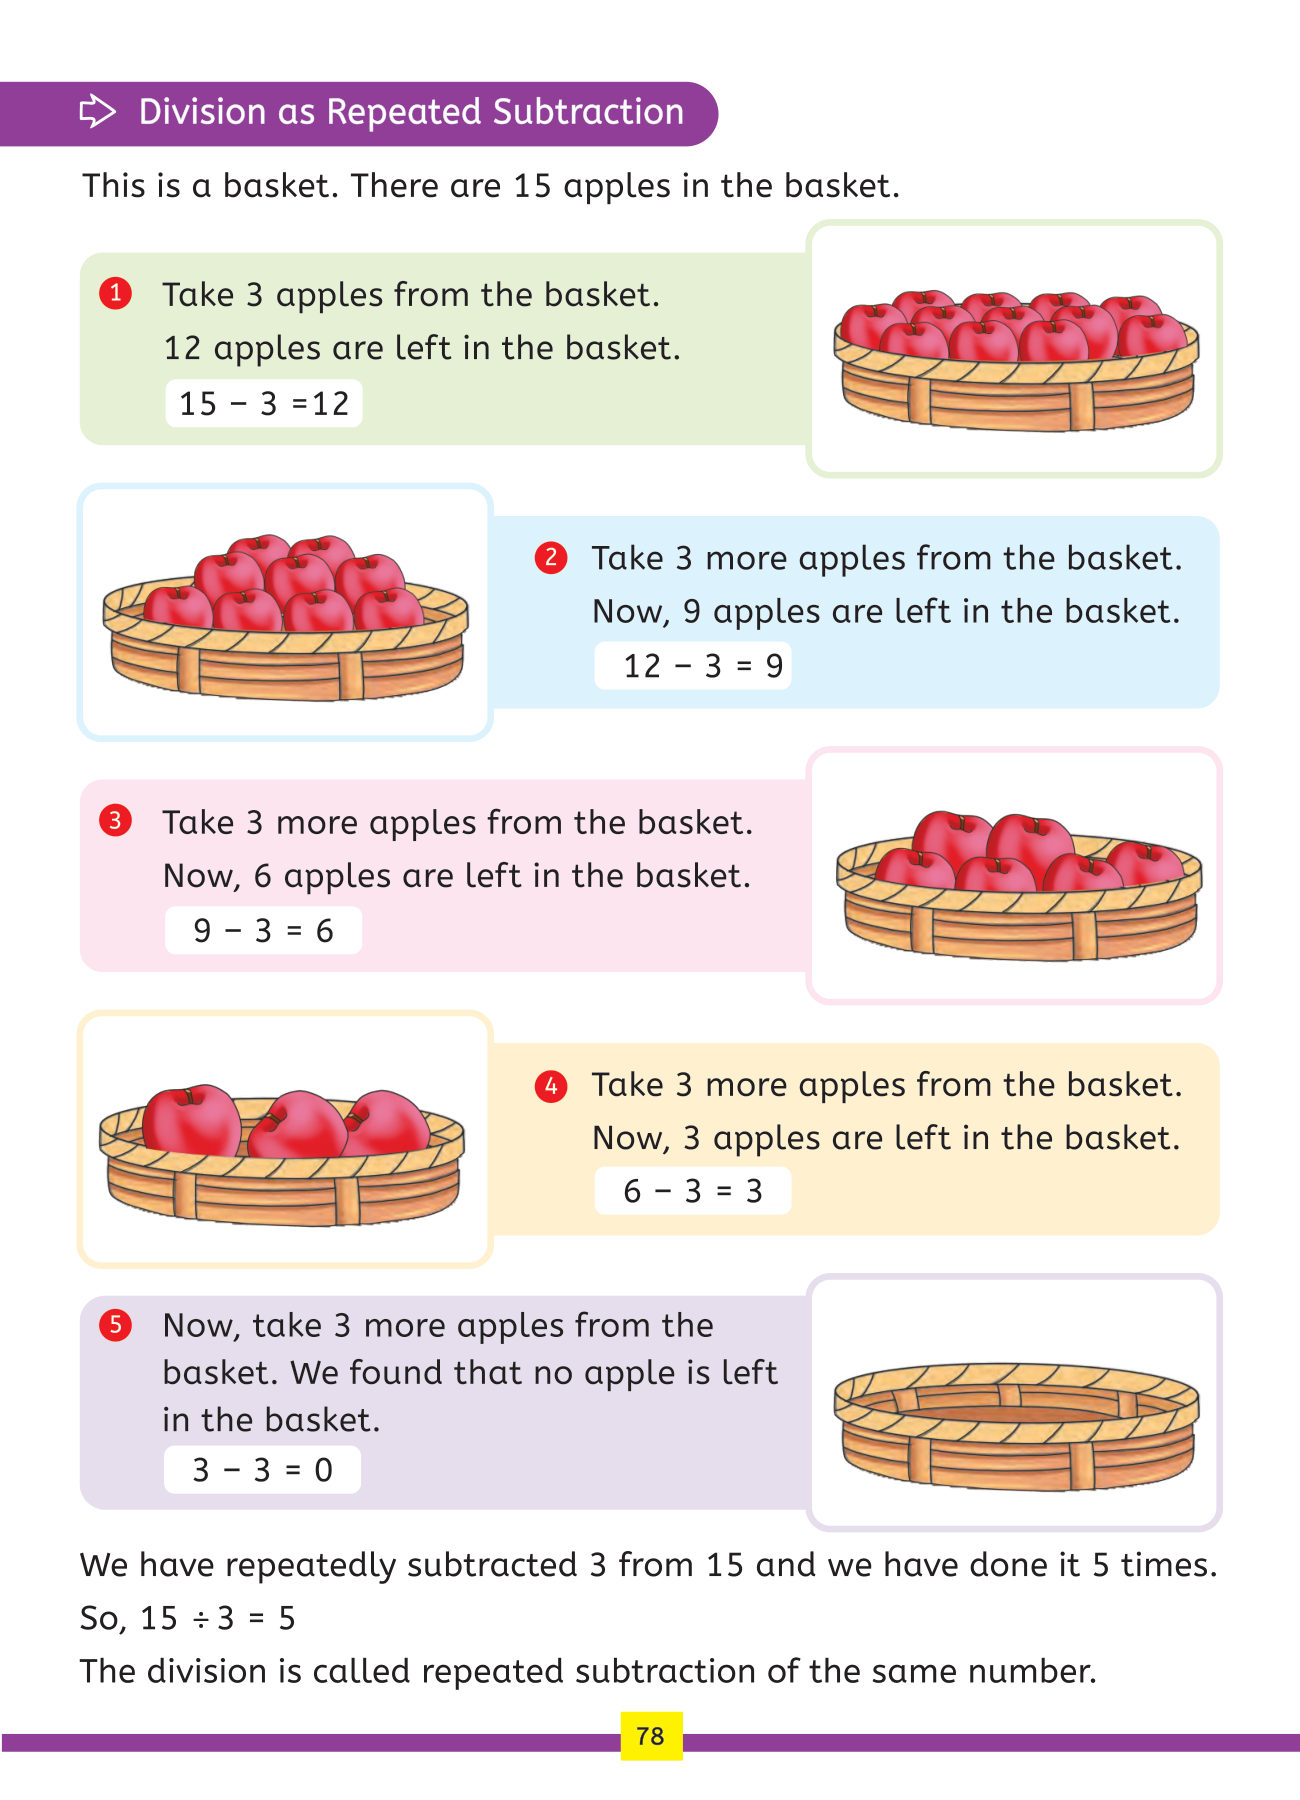 Division as Repeated Subtraction
This is a basket. There are 15 apples in the basket.
1 Take 3 apples from the basket.
12 apples are left in the basket.
15 – 3 =12
2 Take 3 more apples from the basket.
Now, 9 apples are left in the basket.
12 – 3 = 9
3 Take 3 more apples from the basket.
Now, 6 apples are left in the basket.
9 – 3 = 6
4 Take 3 more apples from the basket.
Now, 3 apples are left in the basket.
6 – 3 = 3
5 Now, take 3 more apples from the
basket. We found that no apple is left
in the basket.
3 – 3 = 0
We have repeatedly subtracted 3 from 15 and we have done it 5 times.
So, 15 ÷ 3 = 5
The division is called repeated subtraction of the same number.
78